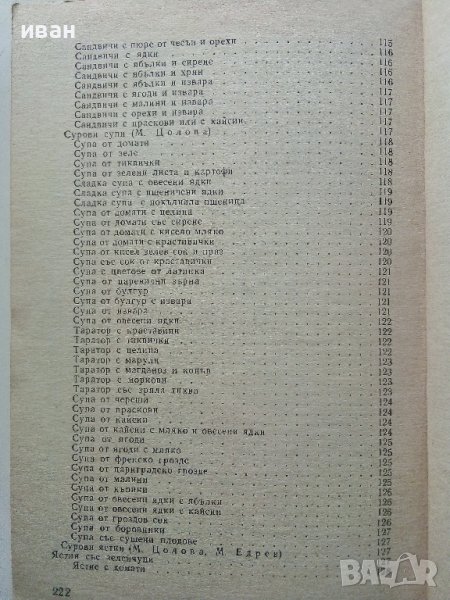 иван
Сандвичи с пюре от чесън и орехи 115
Сандвичи с ядки 116
Сандвичи с ябълки и сирене 116
Сандвичи с ябълки и хрян 116
Сандвичи с ябълки и извара 116
Сандвичи с ягоди и извара 117
Сандвичи с малини и извара 117
Сандвичи с орехи и извара 117
Сандвичи с праскови или с кайсии 117
Сурови супи (М. Цолова) 117
Супа от домати 118
Супа от зеле 118
Супа от тиквички 118
Супа от зелени листа и картофи 118
Сладка супа с овесени ядки 118
Сладка супа с пшеничени ядки 119
Сладка супа с покълнала пшеница 119
Супа от домати с целина 119
Супа от домати със сирене 119
Супа от домати с кисело мляко 120
Супа от домати с краставички 120
Супа от кисел зелев сок и праз 120
Супа със сок от краставички 120
Супа с цветове от латинка 121
Супа от царевични зърна 121
Супа от булгур 121
Супа от булгур с извара 121
Супа от извара 121
Супа от овесени ядки 122
Таратор с краставици 122
Таратор с тиквички 122
Таратор с целина 122
Таратор с марули 123
Таратор с магданоз и копър 123
Таратор с моркови 123
Таратор със зряла тиква 123
Супа от череши 124
Супа от праскови 124
Супа от кайсии 124
Супа от кайсии с мляко и овесени ядки 124
Супа от ягоди 124
Супа от ягоди с мляко 125
Супа от френско грозде 125
Супа от цариградско грозде 125
Супа от малини 125
Супа от къпини 126
Супа от овесени ядки с ябълки 126
Супа от овесени ядки с кайсии 126
Супа от гроздов сок 126
Супа от боровинки 126
Супа със сушени плодове 127
Сурови ястия (М. Цолова, М. Едрев) 127
Ястия със зеленчуци 127
Ястие с домати
222
BAZAR.bg